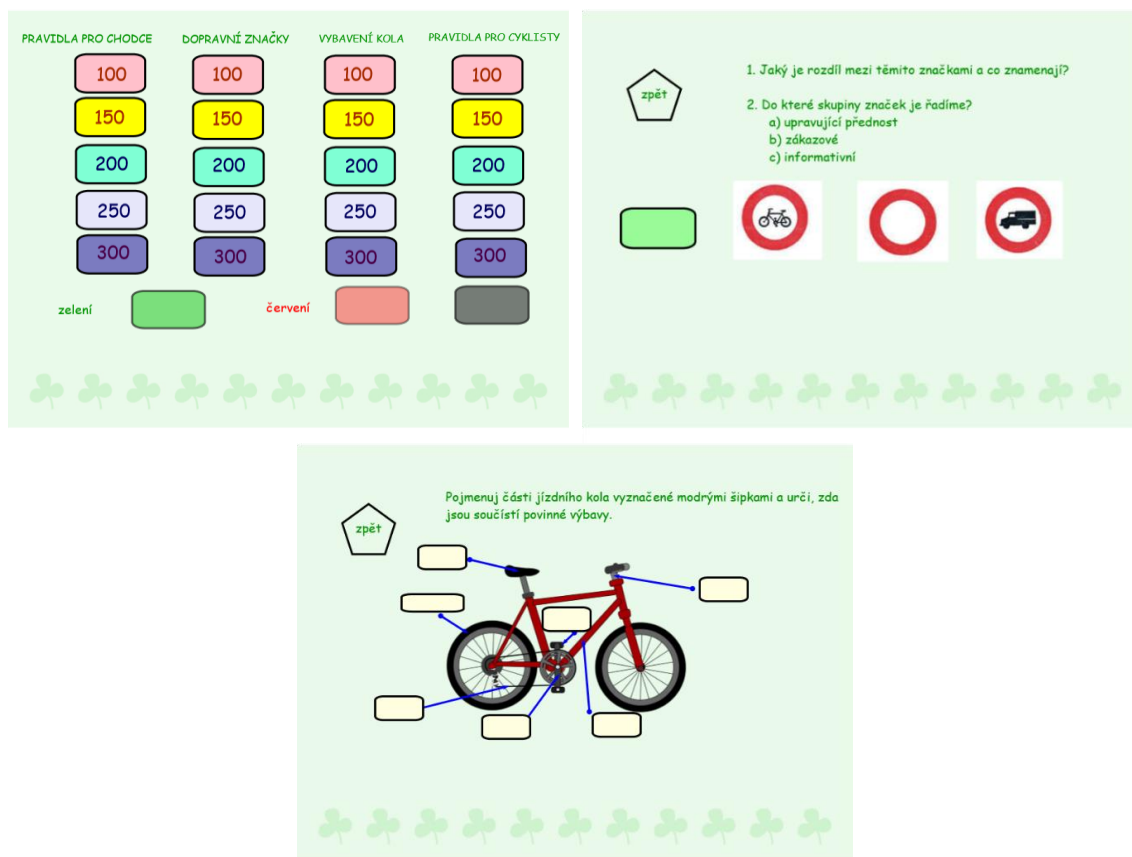 PRAVIDLA PRO CHODCE DOPRAVNÍ ZNAČKY VYBAVENÍ KOLA PRAVIDLA PRO CYKLISTY
100 100 100 100
150 150 150 150
200 200 200 200
250 250 250 250
300 300 300 300
zelení červení
zpět
1. Jaký je rozdíl mezi těmito značkami a co znamenají?
2. Do které skupiny značek je řadíme?
a) upravující přednost
b) zákazové
c) informativní
zpět
Pojmenuj části jízdního kola vyznačené modrými šipkami a urči, zda
jsou součístí povinné výbavy.